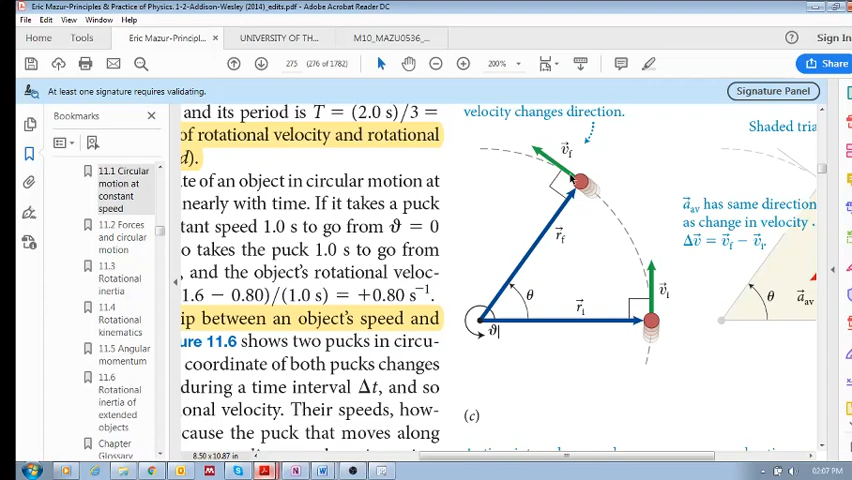 Eric Mazur-Principles & Practice of Physics. 1-2-Addison-Wesley (2014)_edits.pdf - Adobe Acrobat Reader DC
File Edit View Window Help
Home Tools Eric Mazur-Principl... × UNIVERSITY OF TH... M10_MAZU0536_... ? Sign In
275 (276 of 1782) 200% Share
At least one signature requires validating. Signature Panel
Bookmarks ×
11.1 Circular
motion at
constant
speed
11.2 Forces
and circular
motion
11.3
Rotational
inertia
11.4
Rotational
kinematics
11.5 Angular
momentum
11.6
Rotational
inertia of
extended
objects
Chapter
Glossary
and its period is T = (2.0 s)/3 =
of rotational velocity and rotational
d).
ate of an object in circular motion at
nearly with time. If it takes a puck
tant speed 1.0 s to go from ϑ = 0
o takes the puck 1.0 s to go from
, and the object's rotational veloc-
1.6 − 0.80)/(1.0 s) = +0.80 s⁻¹.
ip between an object's speed and
ure 11.6 shows two pucks in circu-
coordinate of both pucks changes
during a time interval Δt, and so
onal velocity. Their speeds, how-
cause the puck that moves along
8.50 x 10.87 in
velocity changes direction.
v⃗f
r⃗f
θ
r⃗i
v⃗i
ϑ
(c)
Shaded tria
a⃗av has same direction
as change in velocity
Δv⃗ = v⃗f − v⃗i.
θ
a⃗av
02:07 PM